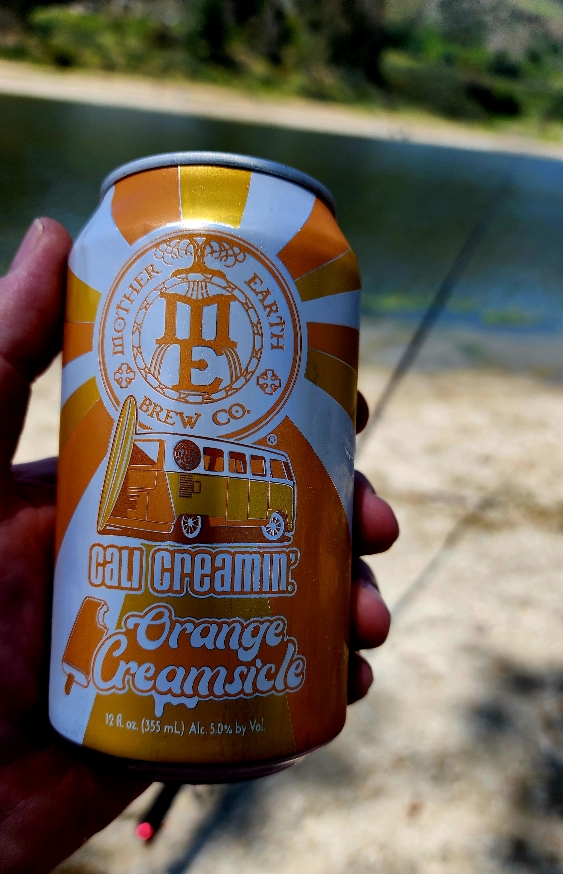 MOTHER EARTH
ME
BREW CO.
®
CALI CREAMIN'
Orange
Creamsicle
12 fl. oz. (355 mL) Alc. 5.0% by Vol.